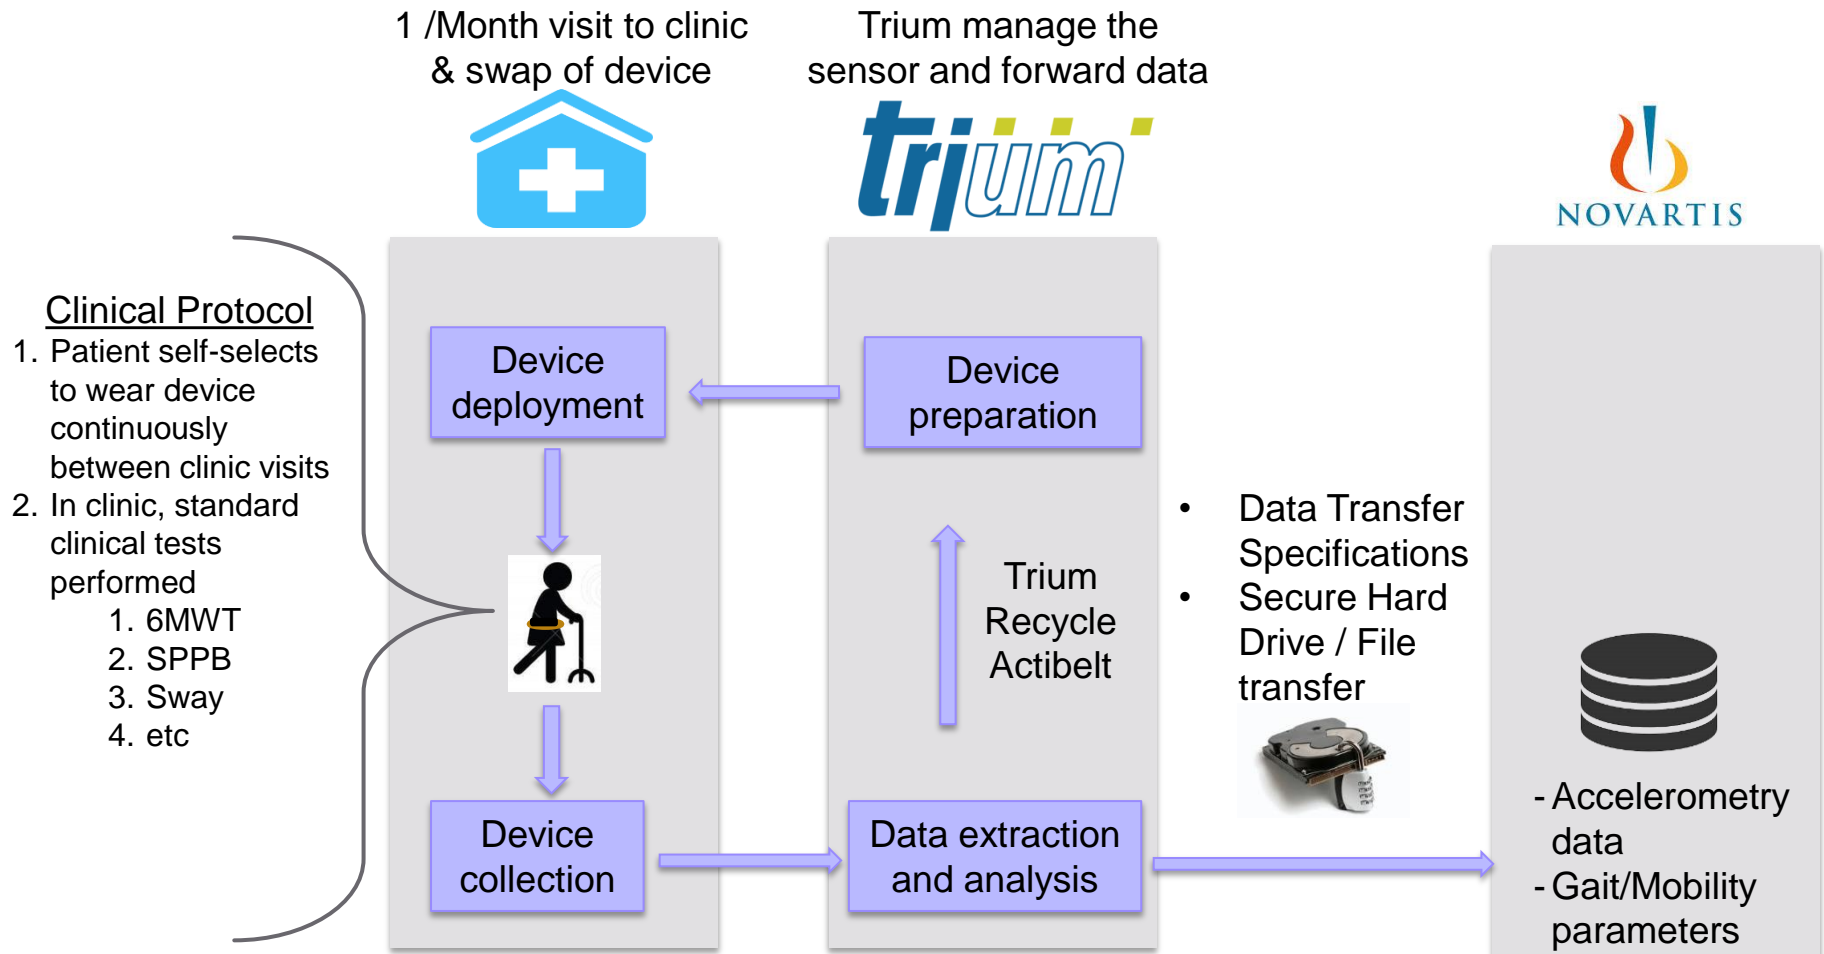 1 /Month visit to clinic
& swap of device
Trium manage the
sensor and forward data
trium
NOVARTIS
Clinical Protocol
1. Patient self-selects
to wear device
continuously
between clinic visits
2. In clinic, standard
clinical tests
performed
1. 6MWT
2. SPPB
3. Sway
4. etc
Device
deployment
Device
collection
Device
preparation
Trium
Recycle
Actibelt
Data extraction
and analysis
• Data Transfer
Specifications
• Secure Hard
Drive / File
transfer
- Accelerometry
data
- Gait/Mobility
parameters